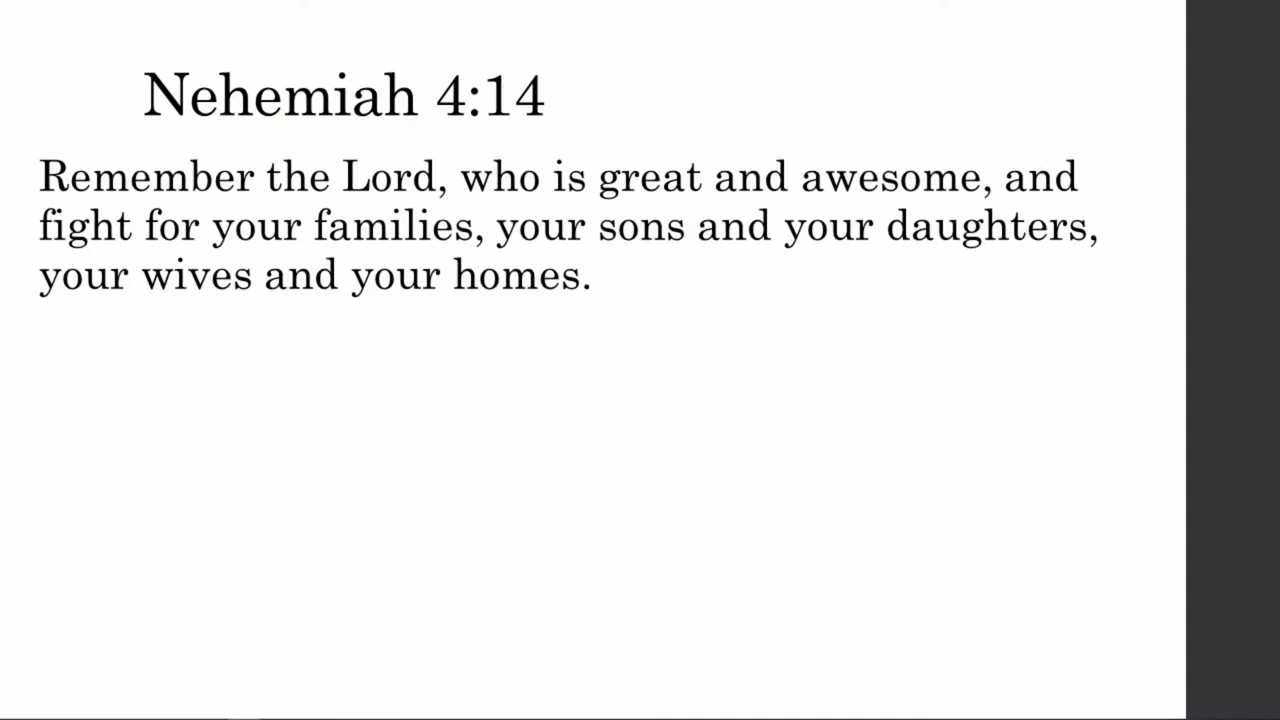 Nehemiah 4:14
Remember the Lord, who is great and awesome, and
fight for your families, your sons and your daughters,
your wives and your homes.